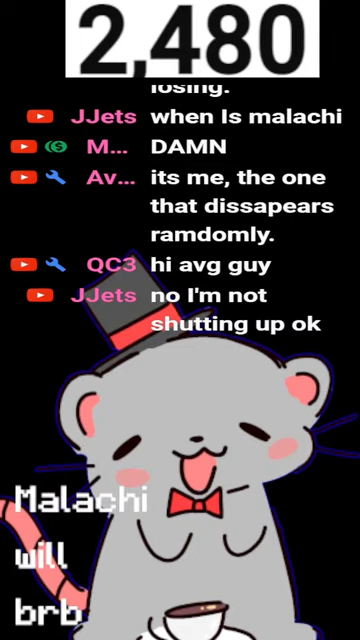 2,480
losing.
JJets when Is malachi
M... DAMN
Av... its me, the one
that dissapears
ramdomly.
QC3 hi avg guy
JJets no I'm not
shutting up ok
Malachi
will
brb